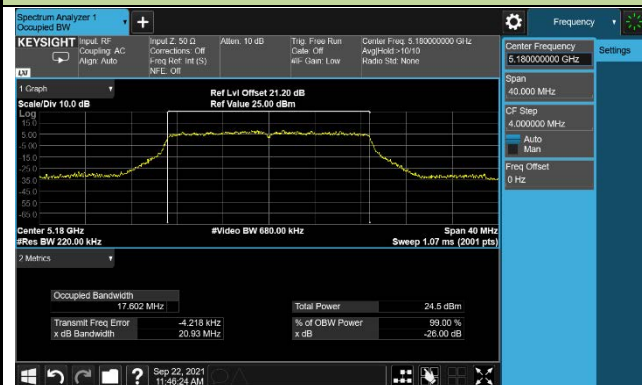 Spectrum Analyzer 1
Occupied BW
+
Frequency
KEYSIGHT
Input: RF
Coupling: AC
Align: Auto
Input Z: 50 Ω
Corrections: Off
Freq Ref: Int (S)
NFE: Off
Atten: 10 dB
Trig: Free Run
Gate: Off
#IF Gain: Low
Center Freq: 5.180000000 GHz
Avg|Hold:>10/10
Radio Std: None
LXI
Center Frequency
5.180000000 GHz
Settings
Span
40.000 MHz
CF Step
4.000000 MHz
Auto
Man
Freq Offset
0 Hz
1 Graph
Scale/Div 10.0 dB
Ref Lvl Offset 21.20 dB
Ref Value 25.00 dBm
Log
15.0
5.00
-5.00
-15.0
-25.0
-35.0
-45.0
-55.0
-65.0
Center 5.18 GHz
#Res BW 220.00 kHz
#Video BW 680.00 kHz
Span 40 MHz
Sweep 1.07 ms (2001 pts)
2 Metrics
Occupied Bandwidth
17.602 MHz
Total Power 24.5 dBm
Transmit Freq Error -4.218 kHz
% of OBW Power 99.00 %
x dB Bandwidth 20.93 MHz
x dB -26.00 dB
?
Sep 22, 2021
11:46:24 AM